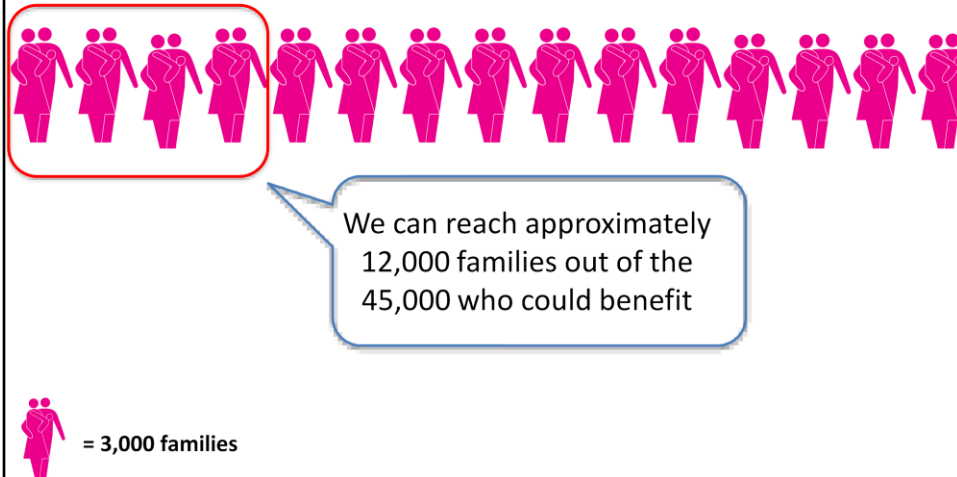 We can reach approximately
12,000 families out of the
45,000 who could benefit
= 3,000 families